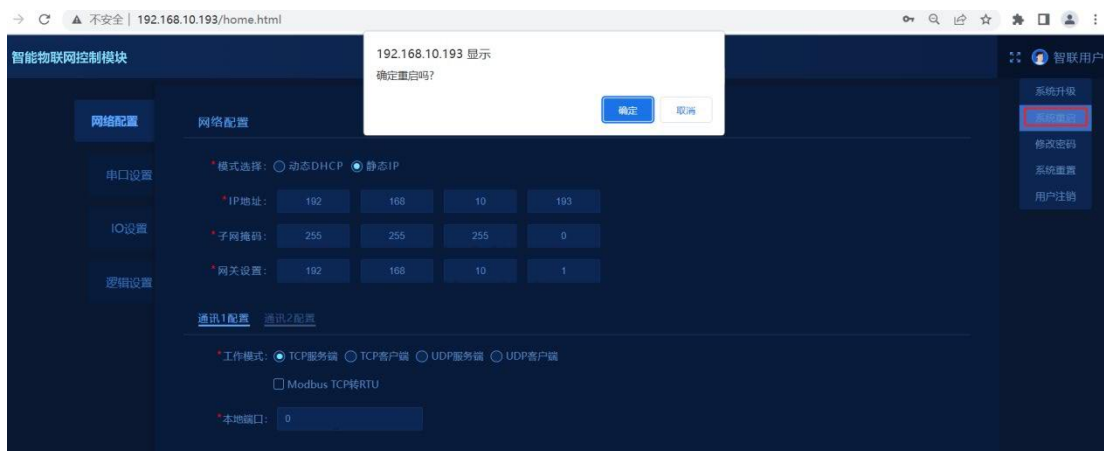 不安全 | 192.168.10.193/home.html
智能物联网控制模块
192.168.10.193 显示
确定重启吗?
确定
取消
智联用户
系统升级
系统重启
修改密码
系统重置
用户注销
网络配置
串口设置
IO设置
逻辑设置
网络配置
*模式选择: 动态DHCP 静态IP
*IP地址: 192 168 10 193
*子网掩码: 255 255 255 0
*网关设置: 192 168 10 1
通讯1配置 通讯2配置
*工作模式: TCP服务端 TCP客户端 UDP服务端 UDP客户端
Modbus TCP转RTU
*本地端口: 0